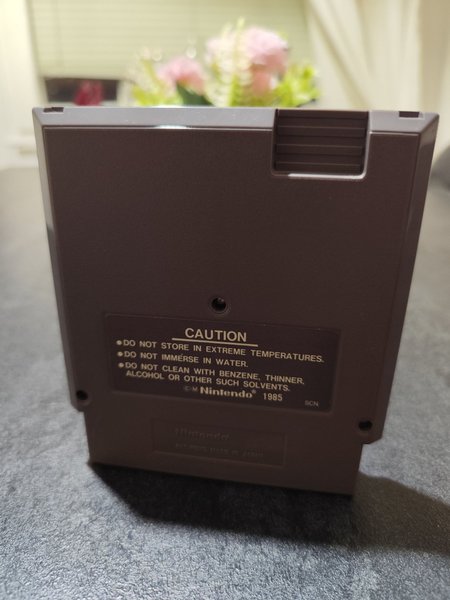 CAUTION
●DO NOT STORE IN EXTREME TEMPERATURES.
●DO NOT IMMERSE IN WATER.
●DO NOT CLEAN WITH BENZENE, THINNER,
ALCOHOL OR OTHER SUCH SOLVENTS.
©·M Nintendo® 1985
SCN
Nintendo